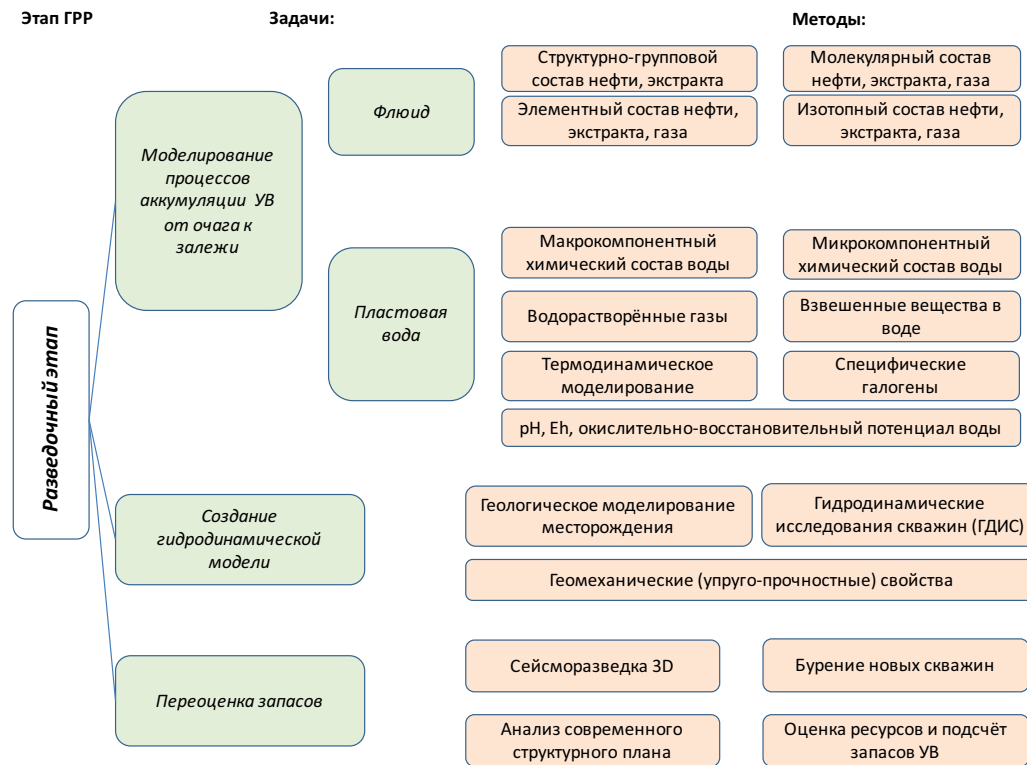 Этап ГРР
Задачи:
Методы:
Разведочный этап
Моделирование
процессов
аккумуляции УВ
от очага к
залежи
Флюид
Структурно-групповой
состав нефти, экстракта
Молекулярный состав
нефти, экстракта, газа
Элементный состав нефти,
экстракта, газа
Изотопный состав нефти,
экстракта, газа
Пластовая
вода
Макрокомпонентный
химический состав воды
Микрокомпонентный
химический состав воды
Водорастворённые газы
Взвешенные вещества в
воде
Термодинамическое
моделирование
Специфические
галогены
pH, Eh, окислительно-восстановительный потенциал воды
Создание
гидродинамической
модели
Геологическое моделирование
месторождения
Гидродинамические
исследования скважин (ГДИС)
Геомеханические (упруго-прочностные) свойства
Переоценка запасов
Сейсморазведка 3D
Бурение новых скважин
Анализ современного
структурного плана
Оценка ресурсов и подсчёт
запасов УВ